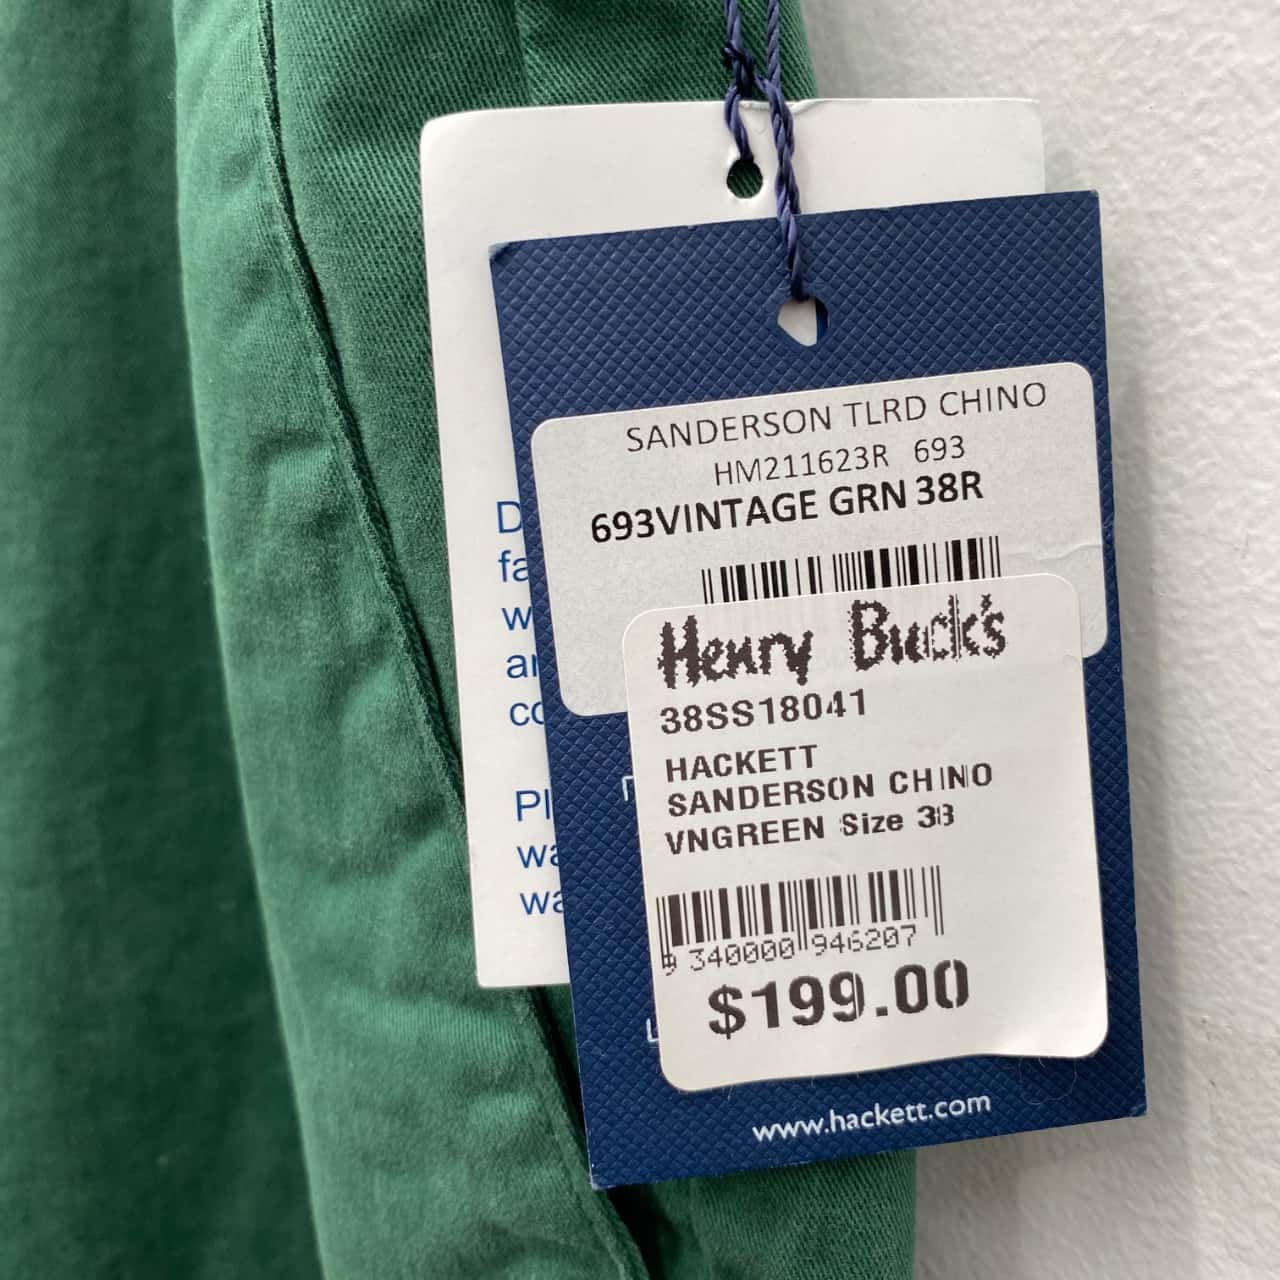 SANDERSON TLRD CHINO
HM211623R 693
693VINTAGE GRN 38R
Henry Buck's
38SS18041
HACKETT
SANDERSON CHINO
VNGREEN Size 38
9 340000 946207
$199.00
www.hackett.com